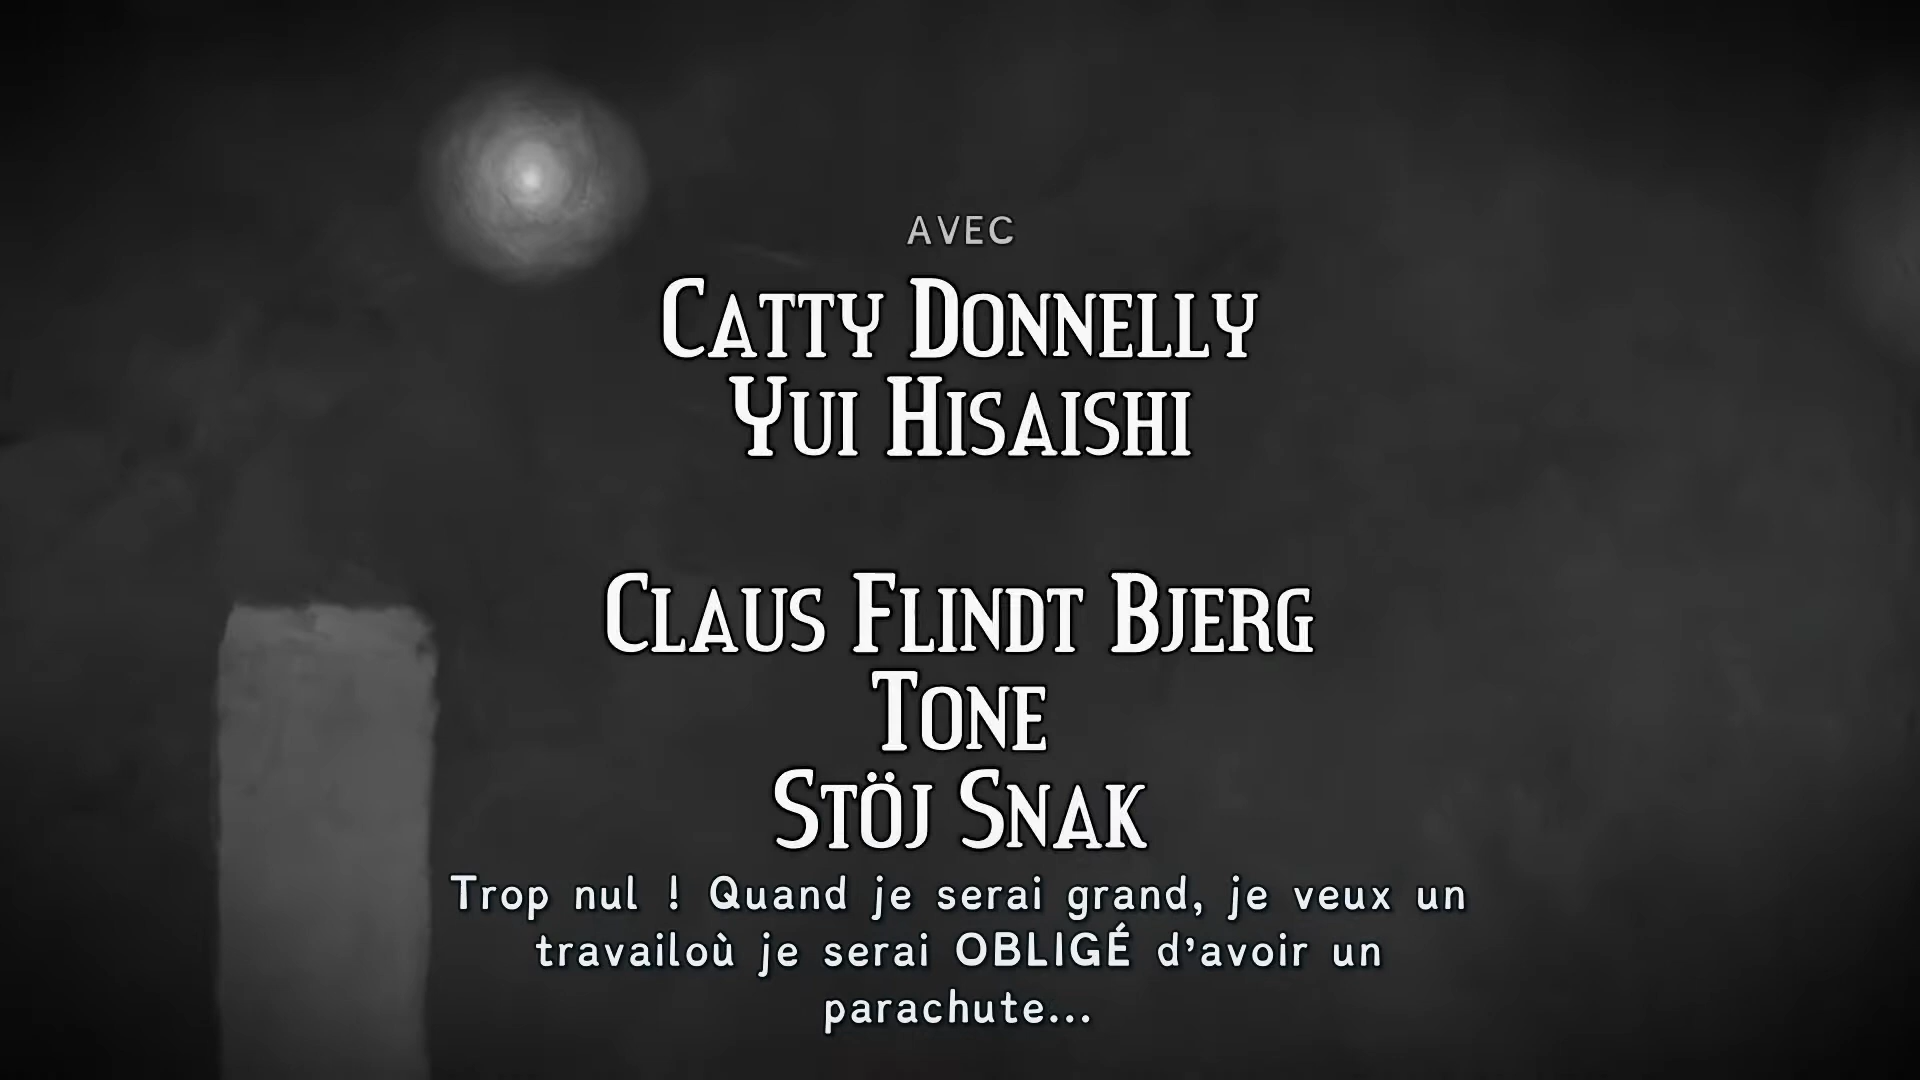 AVEC
Catty Donnelly
Yui Hisaishi
Claus Flindt Bjerg
Tone
Stöj Snak
Trop nul ! Quand je serai grand, je veux un
travailoù je serai OBLIGÉ d'avoir un
parachute...